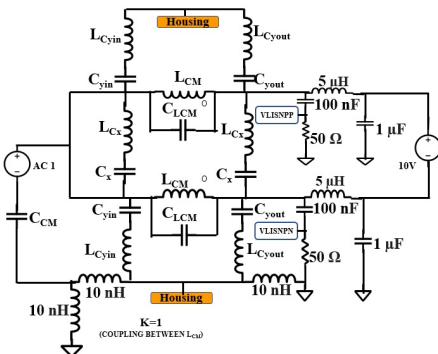 Housing
LCyin
LCyout
Cyin
LCM
Cyout
5 µH
CLCM
100 nF
VLISNPP
LCx
LCx
50 Ω
1 µF
AC 1
10V
Cx
LCM
Cx
5 µH
Cyin
Cyout
100 nF
CCM
CLCM
VLISNPN
LCyin
LCyout
50 Ω
1 µF
10 nH
10 nH
10 nH
Housing
K=1
(COUPLING BETWEEN LCM)